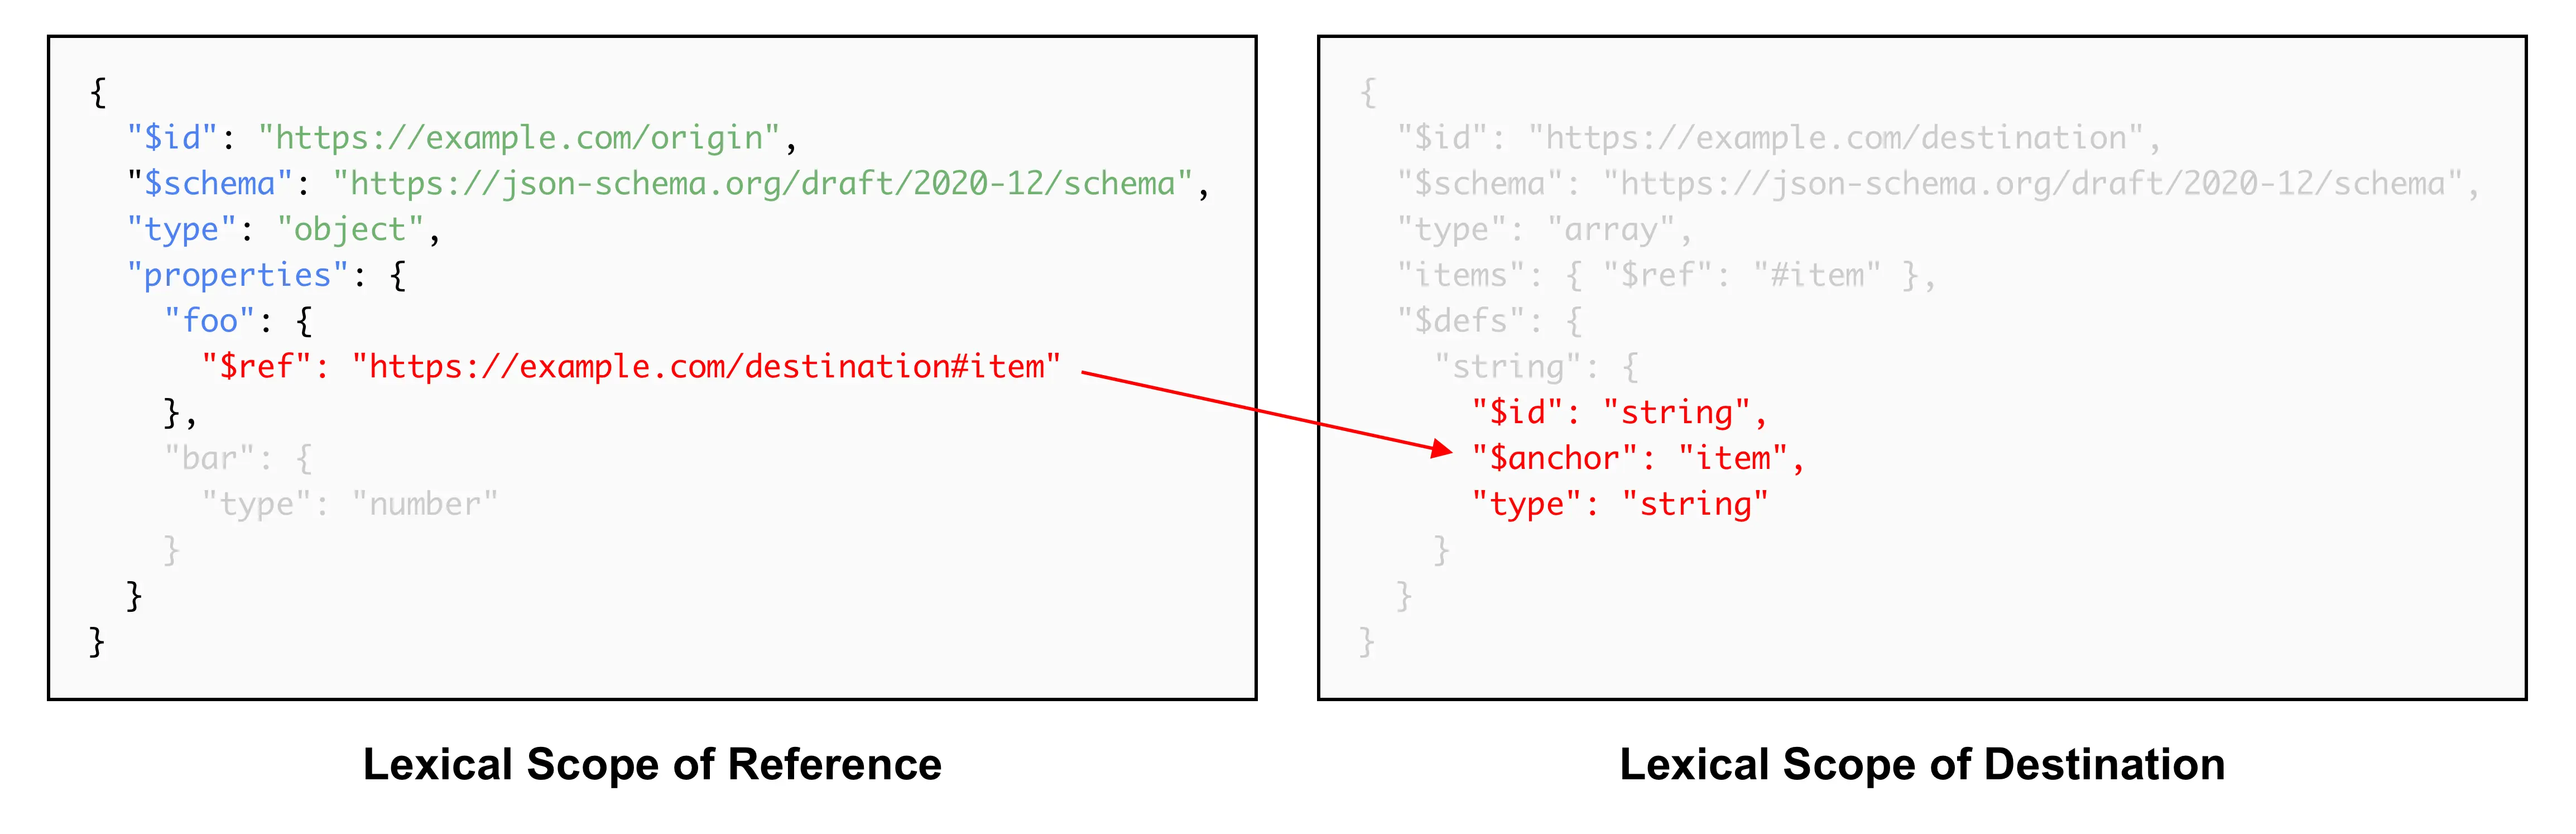 {
  "$id": "https://example.com/origin",
  "$schema": "https://json-schema.org/draft/2020-12/schema",
  "type": "object",
  "properties": {
    "foo": {
      "$ref": "https://example.com/destination#item"
    },
    "bar": {
      "type": "number"
    }
  }
}
Lexical Scope of Reference
{
  "$id": "https://example.com/destination",
  "$schema": "https://json-schema.org/draft/2020-12/schema",
  "type": "array",
  "items": { "$ref": "#item" },
  "$defs": {
    "string": {
      "$id": "string",
      "$anchor": "item",
      "type": "string"
    }
  }
}
Lexical Scope of Destination